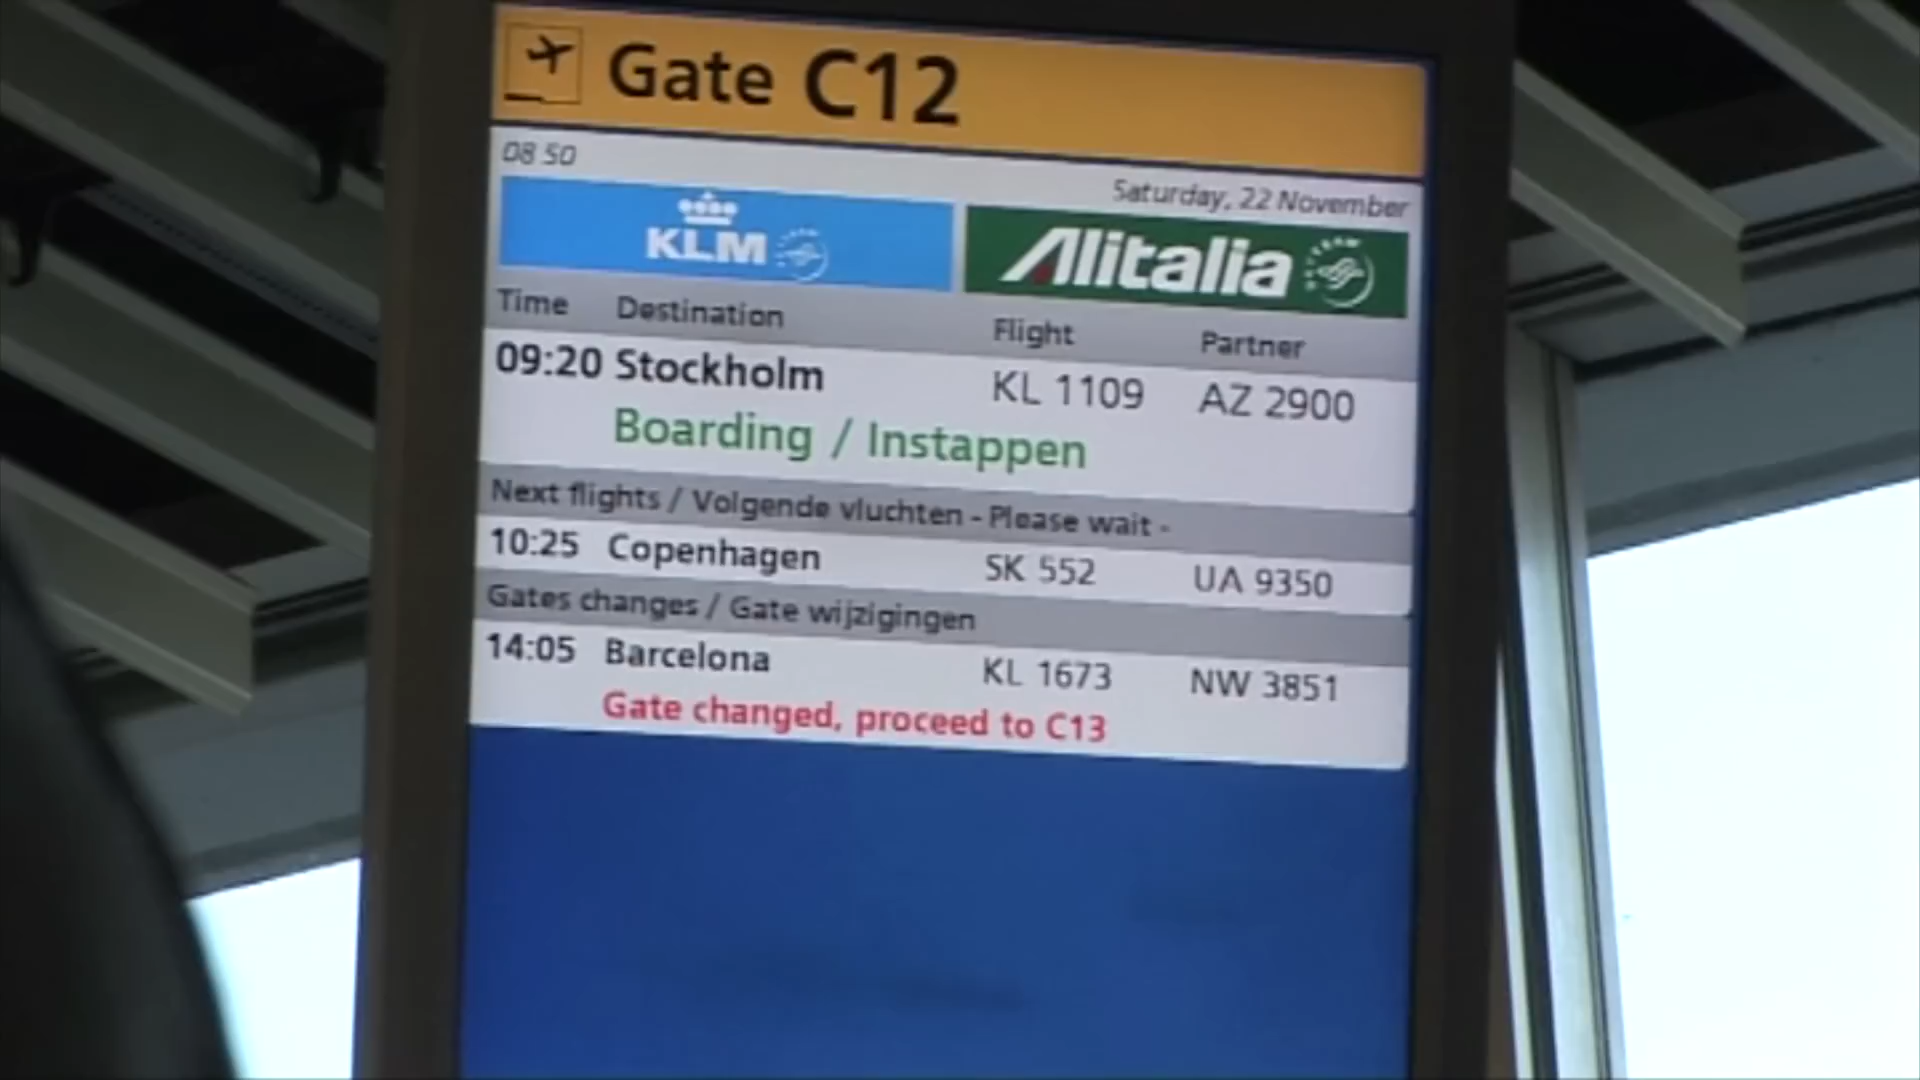 Gate C12
08 50
Saturday, 22 November
KLM Alitalia
Time Destination Flight Partner
09:20 Stockholm KL 1109 AZ 2900
Boarding / Instappen
Next flights / Volgende vluchten - Please wait -
10:25 Copenhagen SK 552 UA 9350
Gates changes / Gate wijzigingen
14:05 Barcelona KL 1673 NW 3851
Gate changed, proceed to C13